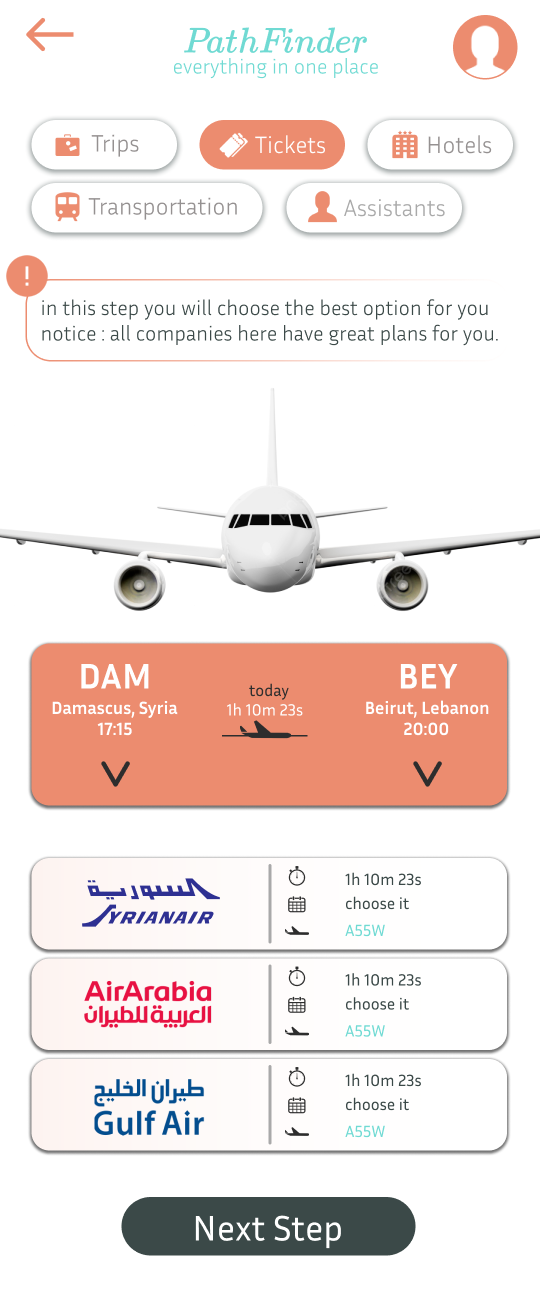 PathFinder
everything in one place
Trips
Tickets
Hotels
Transportation
Assistants
!
in this step you will choose the best option for you
notice : all companies here have great plans for you.
DAM
Damascus, Syria
17:15
today
1h 10m 23s
BEY
Beirut, Lebanon
20:00
السورية
SYRIANAIR
1h 10m 23s
choose it
A55W
AirArabia
العربية للطيران
1h 10m 23s
choose it
A55W
طيران الخليج
Gulf Air
1h 10m 23s
choose it
A55W
Next Step